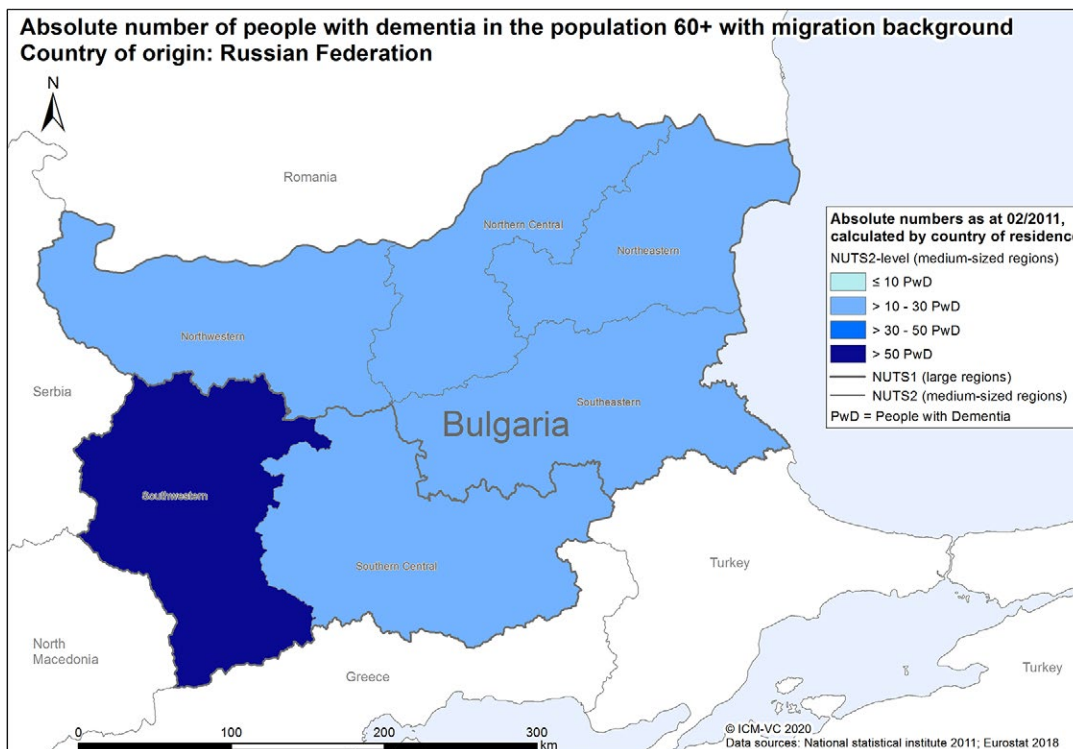 Absolute number of people with dementia in the population 60+ with migration background
Country of origin: Russian Federation
N
Romania
Northern Central
Northeastern
Absolute numbers as at 02/2011,
calculated by country of residence
NUTS2-level (medium-sized regions)
≤ 10 PwD
> 10 - 30 PwD
> 30 - 50 PwD
> 50 PwD
NUTS1 (large regions)
NUTS2 (medium-sized regions)
PwD = People with Dementia
Northwestern
Serbia
Southeastern
Bulgaria
Southwestern
Southern Central
Turkey
North
Macedonia
Greece
Turkey
0 100 200 300
km
© ICM-VC 2020
Data sources: National statistical institute 2011; Eurostat 2018